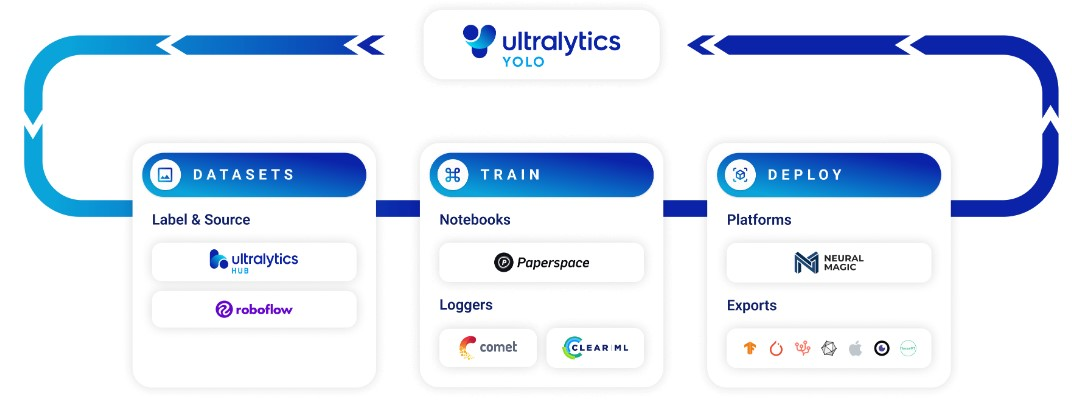 ultralytics
YOLO
DATASETS
Label & Source
ultralytics
HUB
roboflow
TRAIN
Notebooks
Paperspace
Loggers
comet
CLEAR|ML
DEPLOY
Platforms
NEURAL
MAGIC
Exports